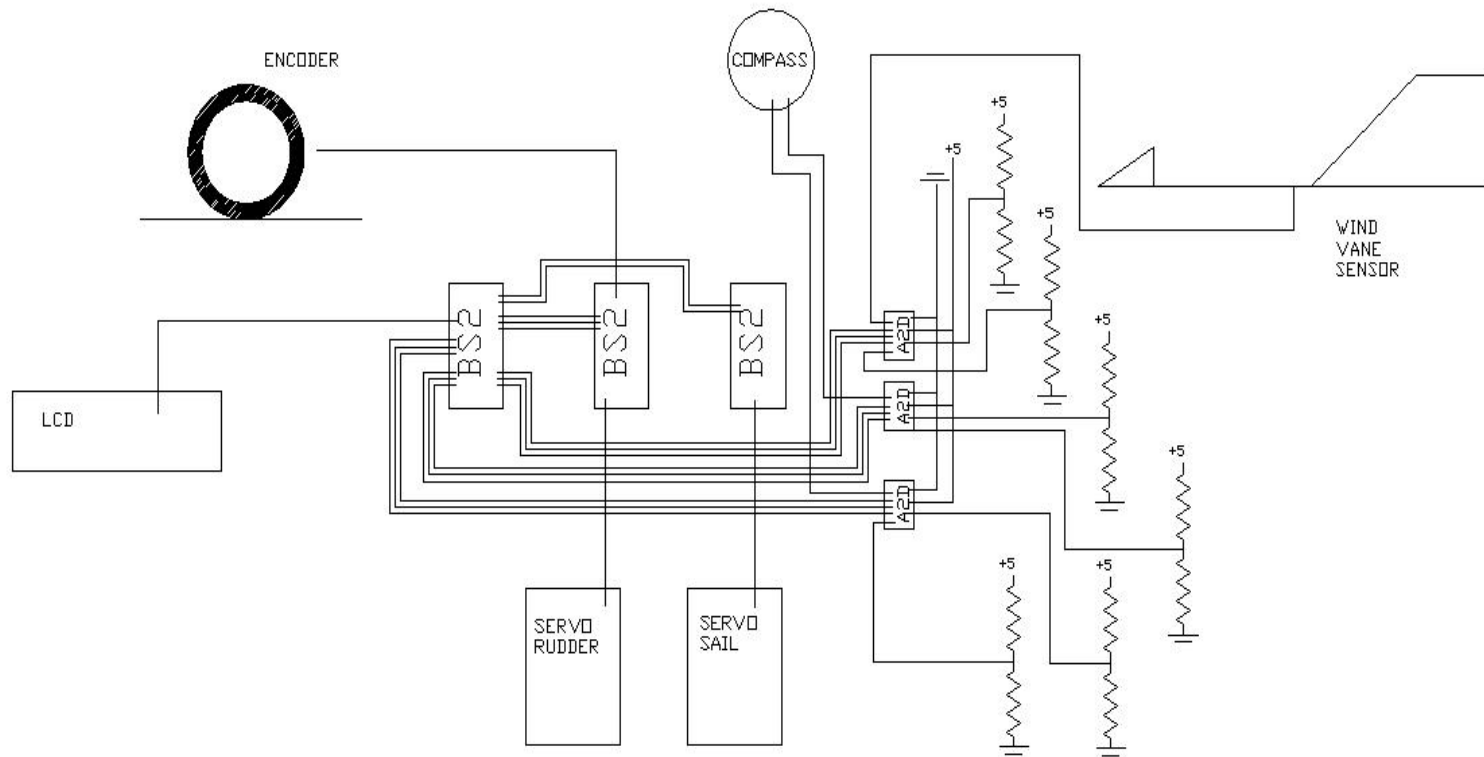 ENCODER
COMPASS
+5
+5
+5
WIND
VANE
SENSOR
BS2
BS2
BS2
A2D
+5
LCD
A2D
+5
A2D
+5
+5
SERVO
RUDDER
SERVO
SAIL